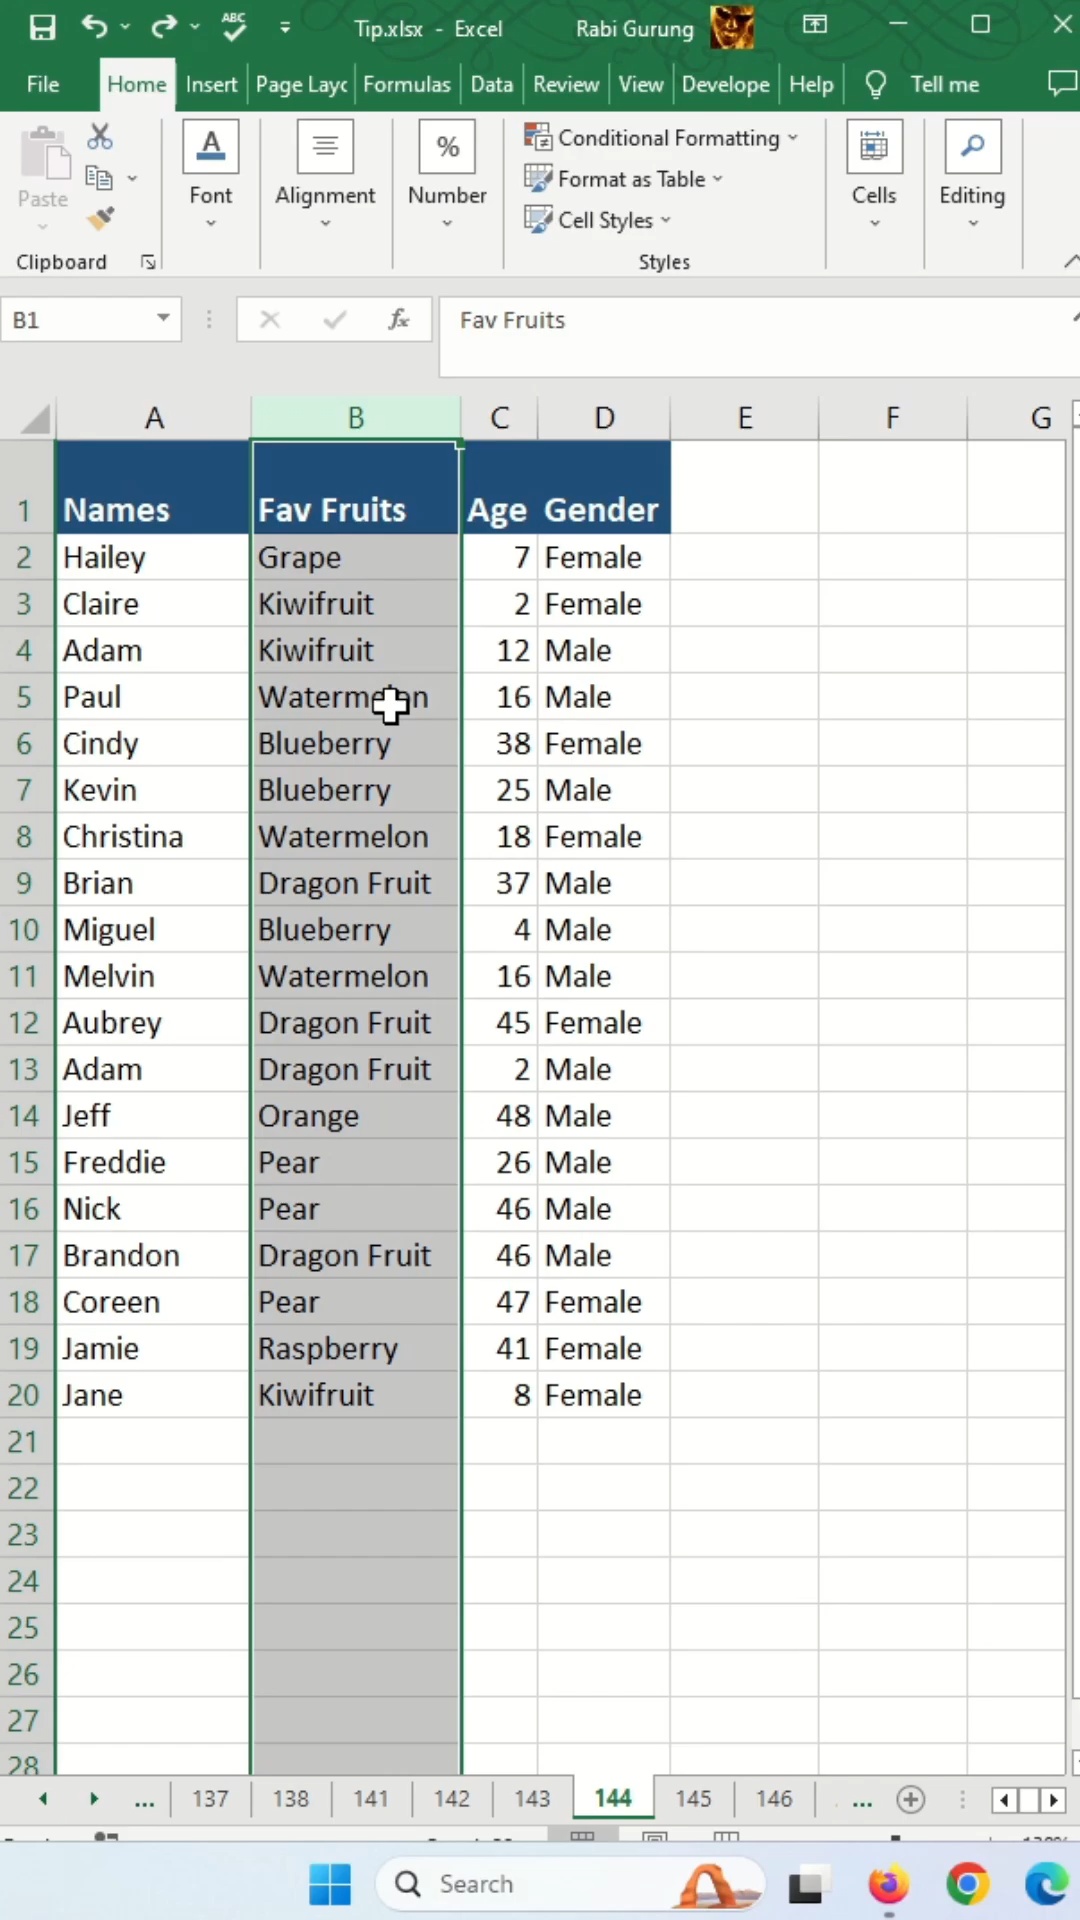 ABC
Tip.xlsx - Excel
Rabi Gurung
File Home Insert Page Layo Formulas Data Review View Develope Help Tell me
Paste
Font
Alignment
%
Number
Conditional Formatting
Format as Table
Cell Styles
Cells
Editing
Clipboard
Styles
B1
fx
Fav Fruits
A B C D E F G
1 Names Fav Fruits Age Gender
2 Hailey Grape 7 Female
3 Claire Kiwifruit 2 Female
4 Adam Kiwifruit 12 Male
5 Paul Watermelon 16 Male
6 Cindy Blueberry 38 Female
7 Kevin Blueberry 25 Male
8 Christina Watermelon 18 Female
9 Brian Dragon Fruit 37 Male
10 Miguel Blueberry 4 Male
11 Melvin Watermelon 16 Male
12 Aubrey Dragon Fruit 45 Female
13 Adam Dragon Fruit 2 Male
14 Jeff Orange 48 Male
15 Freddie Pear 26 Male
16 Nick Pear 46 Male
17 Brandon Dragon Fruit 46 Male
18 Coreen Pear 47 Female
19 Jamie Raspberry 41 Female
20 Jane Kiwifruit 8 Female
21
22
23
24
25
26
27
28
... 137 138 141 142 143 144 145 146 ...
Search